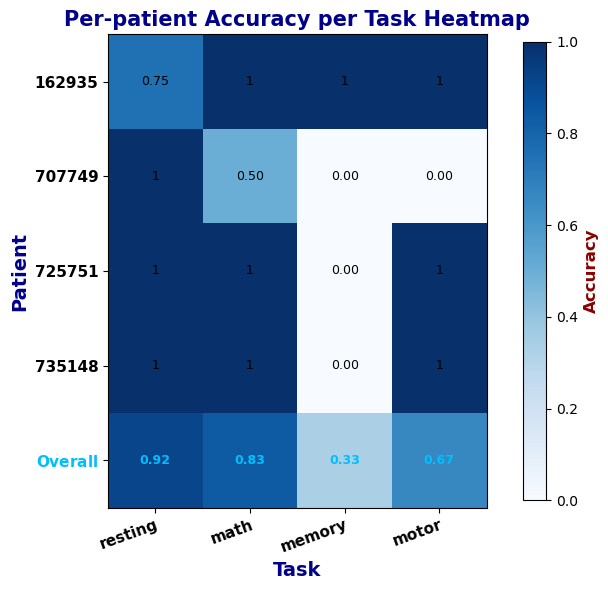 Per-patient Accuracy per Task Heatmap
1.0
162935 0.75 1 1 1
0.8
707749 1 0.50 0.00 0.00
0.6
Patient
Accuracy
725751 1 1 0.00 1
0.4
735148 1 1 0.00 1
0.2
Overall 0.92 0.83 0.33 0.67
0.0
resting math memory motor
Task